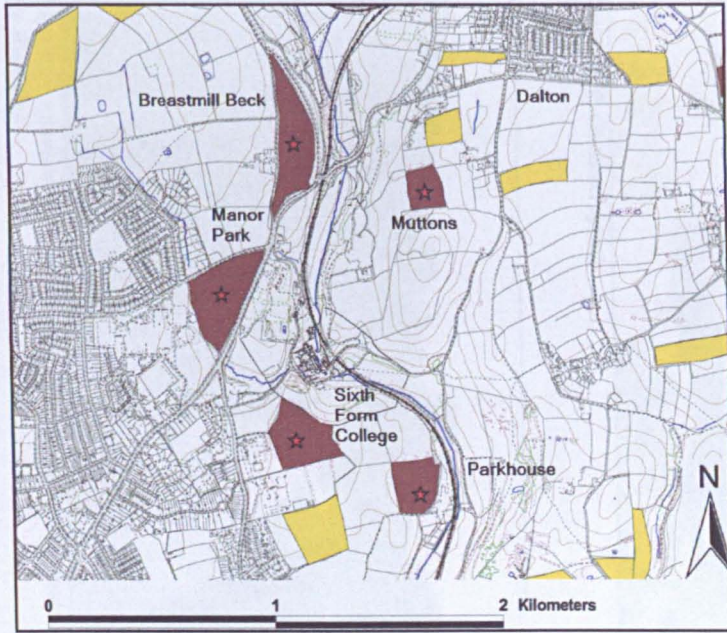 Breastmill Beck
Dalton
Manor
Park
Muttons
Sixth
Form
College
Parkhouse
N
0 1 2 Kilometers